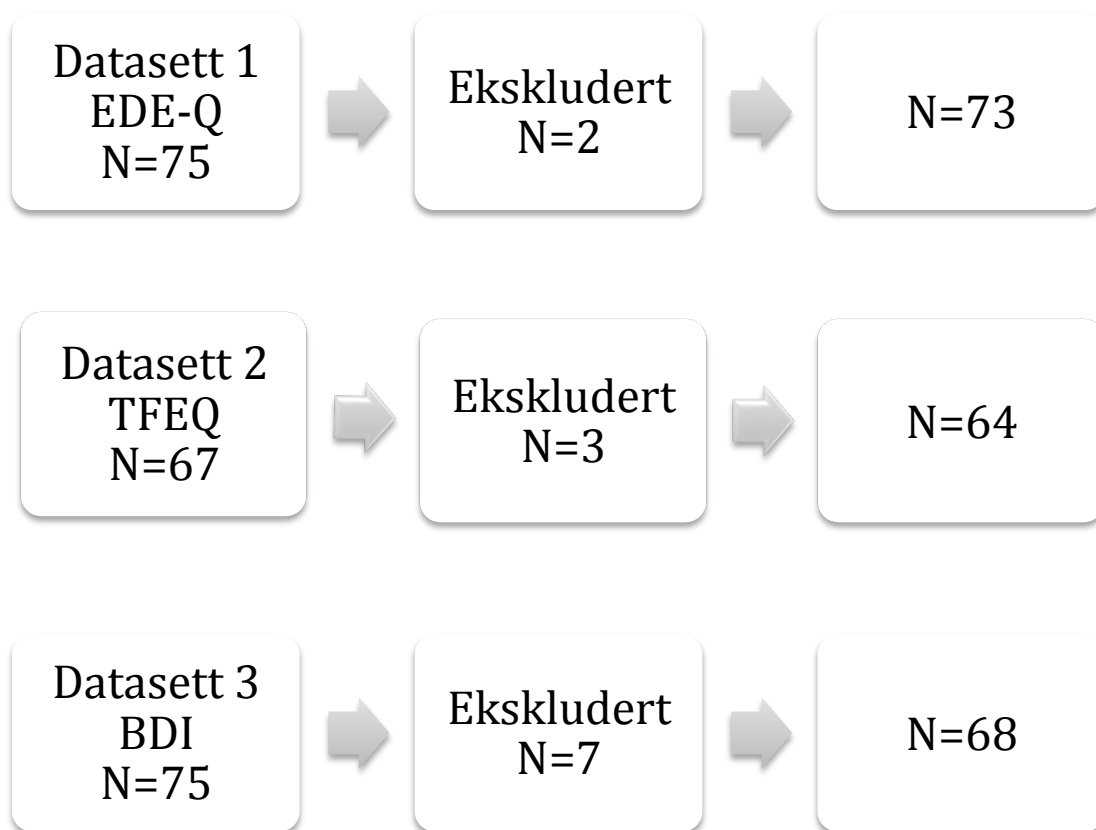 Datasett 1
EDE-Q
N=75
Ekskludert
N=2
N=73
Datasett 2
TFEQ
N=67
Ekskludert
N=3
N=64
Datasett 3
BDI
N=75
Ekskludert
N=7
N=68